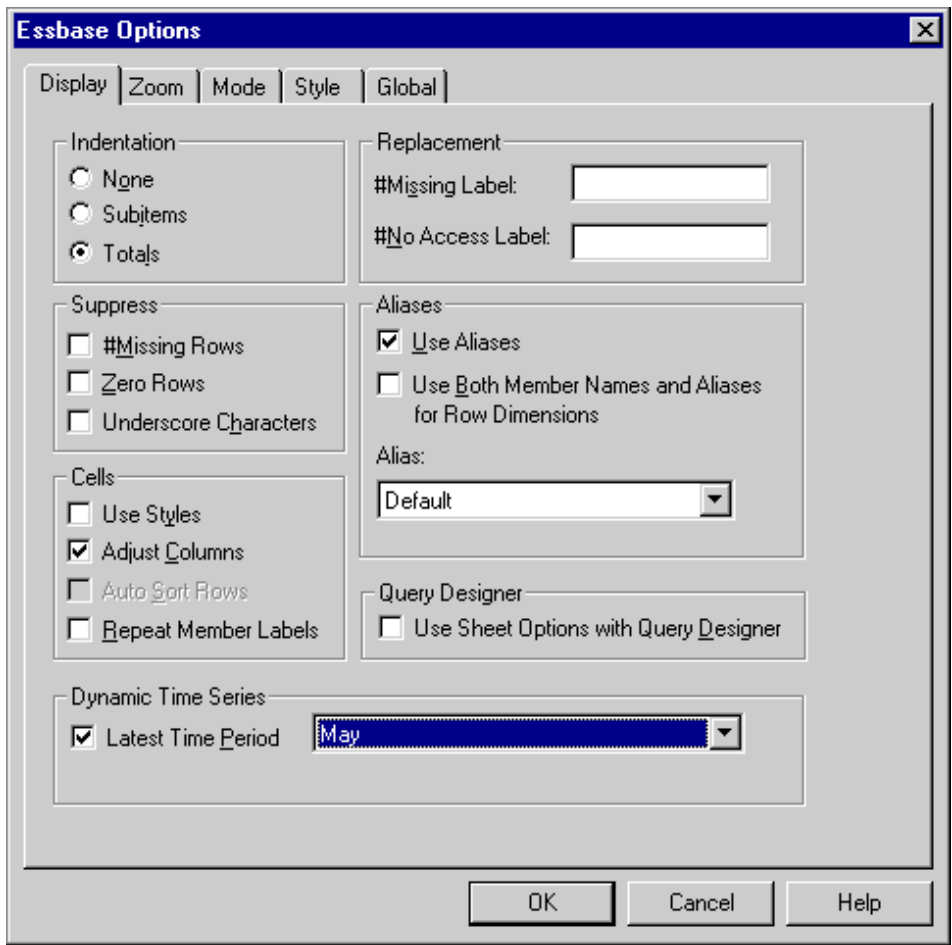 Essbase Options
Display Zoom Mode Style Global
Indentation
None
Subitems
Totals
Replacement
#Missing Label:
#No Access Label:
Suppress
#Missing Rows
Zero Rows
Underscore Characters
Aliases
Use Aliases
Use Both Member Names and Aliases
for Row Dimensions
Alias:
Default
Cells
Use Styles
Adjust Columns
Auto Sort Rows
Repeat Member Labels
Query Designer
Use Sheet Options with Query Designer
Dynamic Time Series
Latest Time Period May
OK Cancel Help